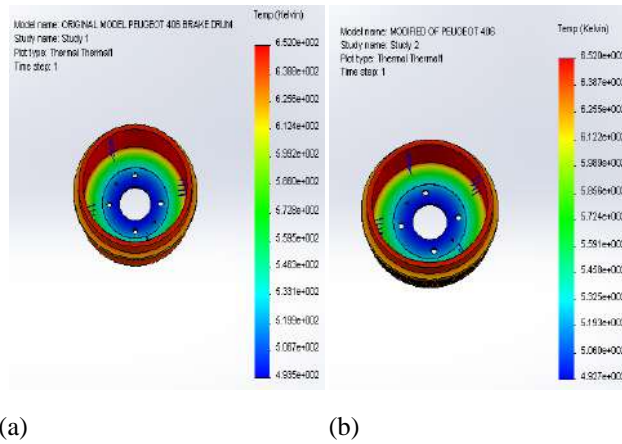 Model name: ORIGINAL MODEL PEUGEOT 406 BRAKE DRUM
Study name: Study 1
Plot type: Thermal Thermal1
Time step: 1
Temp (Kelvin)
6.520e+002
6.388e+002
6.256e+002
6.124e+002
5.992e+002
5.860e+002
5.728e+002
5.595e+002
5.463e+002
5.331e+002
5.199e+002
5.067e+002
4.935e+002
Model name: MODIFIED OF PEUGEOT 406
Study name: Study 2
Plot type: Thermal Thermal1
Time step: 1
Temp (Kelvin)
6.520e+002
6.387e+002
6.255e+002
6.122e+002
5.989e+002
5.856e+002
5.724e+002
5.591e+002
5.458e+002
5.325e+002
5.193e+002
5.060e+002
4.927e+002
(a)
(b)